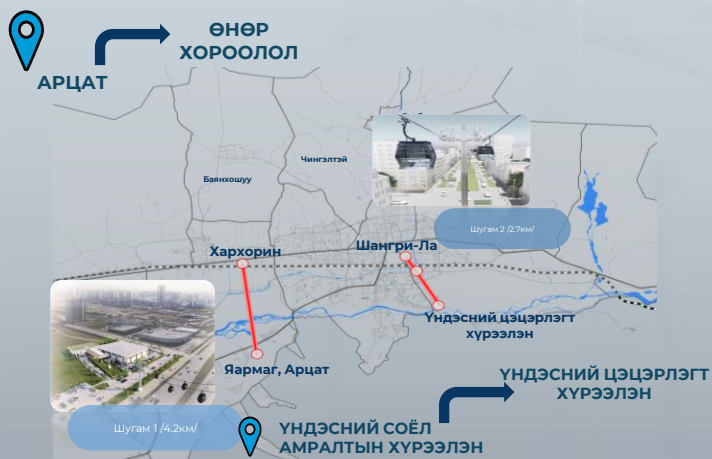 ӨНӨР
ХОРООЛОЛ
АРЦАТ
Чингэлтэй
Баянхошуу
Шугам 2 /2.7км/
Хархорин
Шангри-Ла
Үндэсний цэцэрлэгт
хүрээлэн
Яармаг, Арцат
ҮНДЭСНИЙ ЦЭЦЭРЛЭГТ
ХҮРЭЭЛЭН
Шугам 1 /4.2км/
ҮНДЭСНИЙ СОЁЛ
АМРАЛТЫН ХҮРЭЭЛЭН